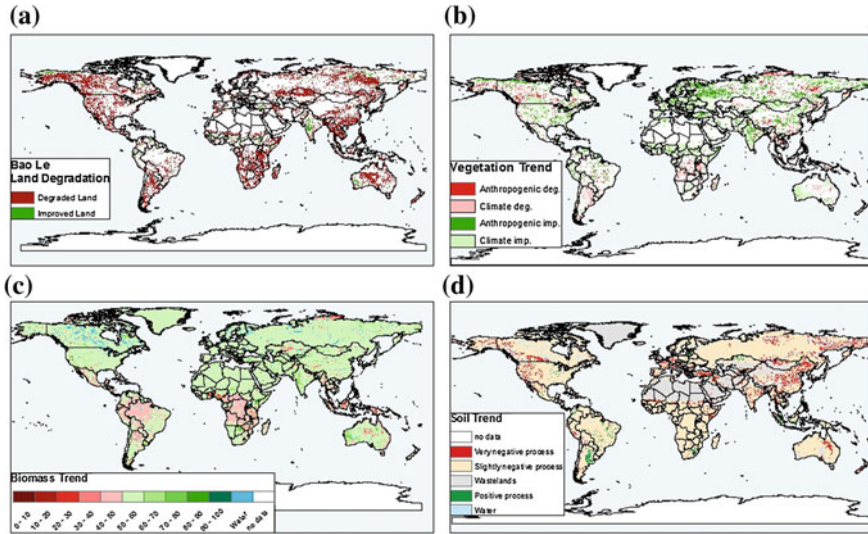 (a)
Bao Le
Land Degradation
Degraded Land
Improved Land
(b)
Vegetation Trend
Anthropogenic deg.
Climate deg.
Anthropogenic imp.
Climate imp.
(c)
Biomass Trend
0 - 10
10 - 20
20 - 30
30 - 40
40 - 50
50 - 60
60 - 70
70 - 80
80 - 90
90 - 100
Water
no data
(d)
Soil Trend
no data
Very negative process
Slightly negative process
Wastelands
Positive process
Water